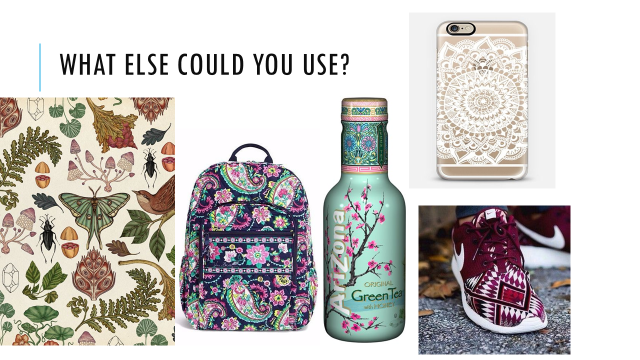 WHAT ELSE COULD YOU USE?
AriZona
ORIGINAL
Green Tea